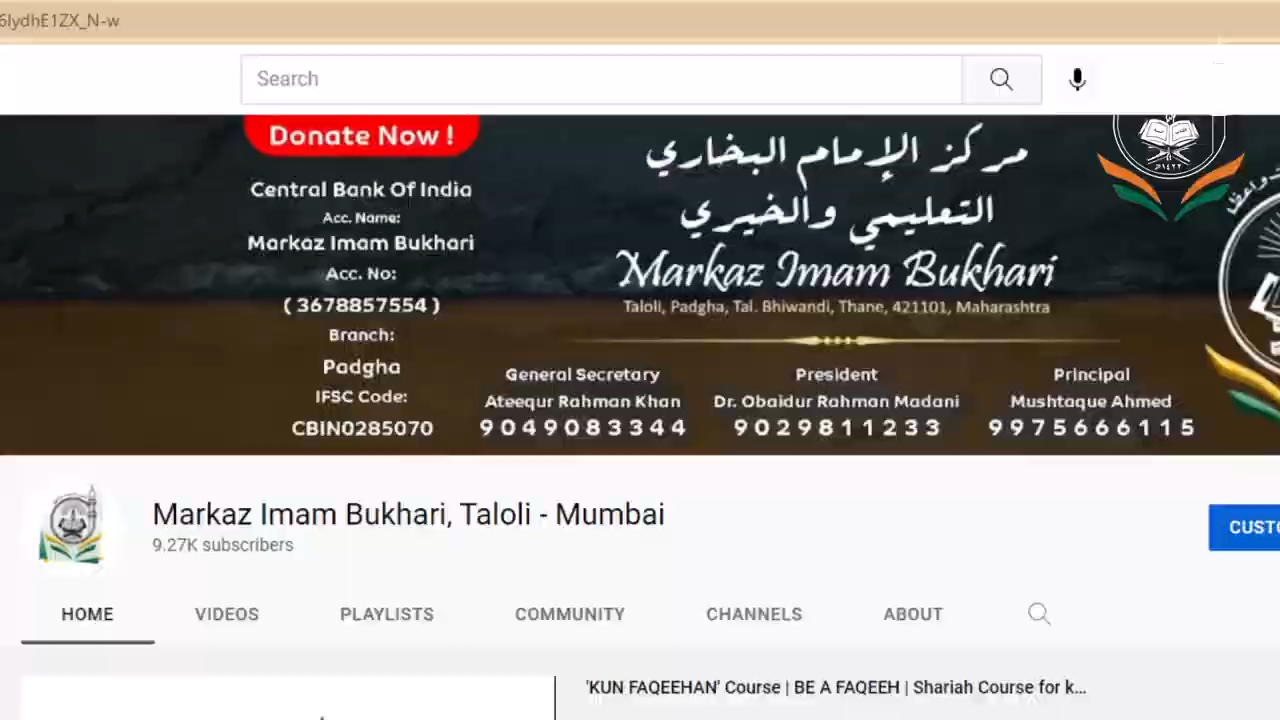 6IydhE1ZX_N-w
Search
Donate Now !
Central Bank Of India
Acc. Name:
Markaz Imam Bukhari
Acc. No:
( 3678857554 )
Branch:
Padgha
IFSC Code:
CBIN0285070
مركز الإمام البخاري
التعليمي والخيري
Markaz Imam Bukhari
Taloli, Padgha, Tal. Bhiwandi, Thane, 421101, Maharashtra
General Secretary
Ateequr Rahman Khan
9049083344
President
Dr. Obaidur Rahman Madani
9029811233
Principal
Mushtaque Ahmed
9975666115
Markaz Imam Bukhari, Taloli - Mumbai
9.27K subscribers
CUSTO
HOME
VIDEOS
PLAYLISTS
COMMUNITY
CHANNELS
ABOUT
'KUN FAQEEHAN' Course | BE A FAQEEH | Shariah Course for k...